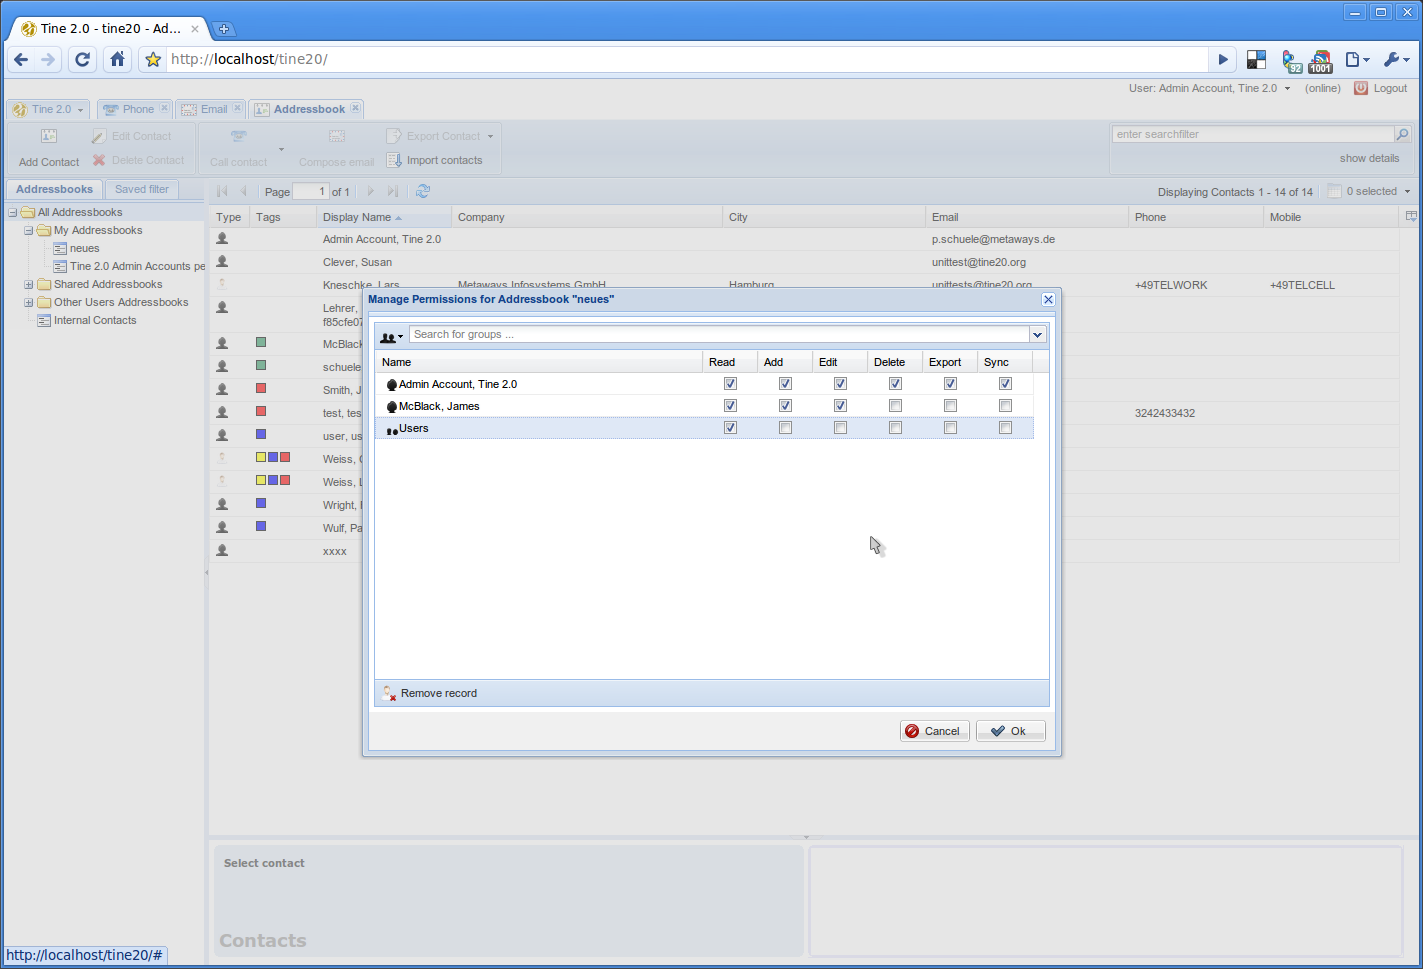 Tine 2.0 - tine20 - Ad...
http://localhost/tine20/
92
1001
User: Admin Account, Tine 2.0 (online) Logout
Tine 2.0 Phone Email Addressbook
Add Contact
Edit Contact
Delete Contact
Call contact
Compose email
Export Contact
Import contacts
enter searchfilter
show details
Addressbooks Saved filter
Page 1 of 1
Displaying Contacts 1 - 14 of 14 0 selected
All Addressbooks
My Addressbooks
neues
Tine 2.0 Admin Accounts pe
Shared Addressbooks
Other Users Addressbooks
Internal Contacts
Type Tags Display Name Company City Email Phone Mobile
Admin Account, Tine 2.0 p.schuele@metaways.de
Clever, Susan unittest@tine20.org
Kneschke, Lars Metaways Infosystems GmbH Hamburg unittests@tine20.org +49TELWORK +49TELCELL
Lehrer,
f85cfe07
McBlack
schuele
Smith, J
test, tes 3242433432
user, us
Weiss,
Weiss, L
Wright,
Wulf, Pa
xxxx
Manage Permissions for Addressbook "neues"
Search for groups ...
Name Read Add Edit Delete Export Sync
Admin Account, Tine 2.0
McBlack, James
Users
Remove record
Cancel Ok
Select contact
Contacts
http://localhost/tine20/#